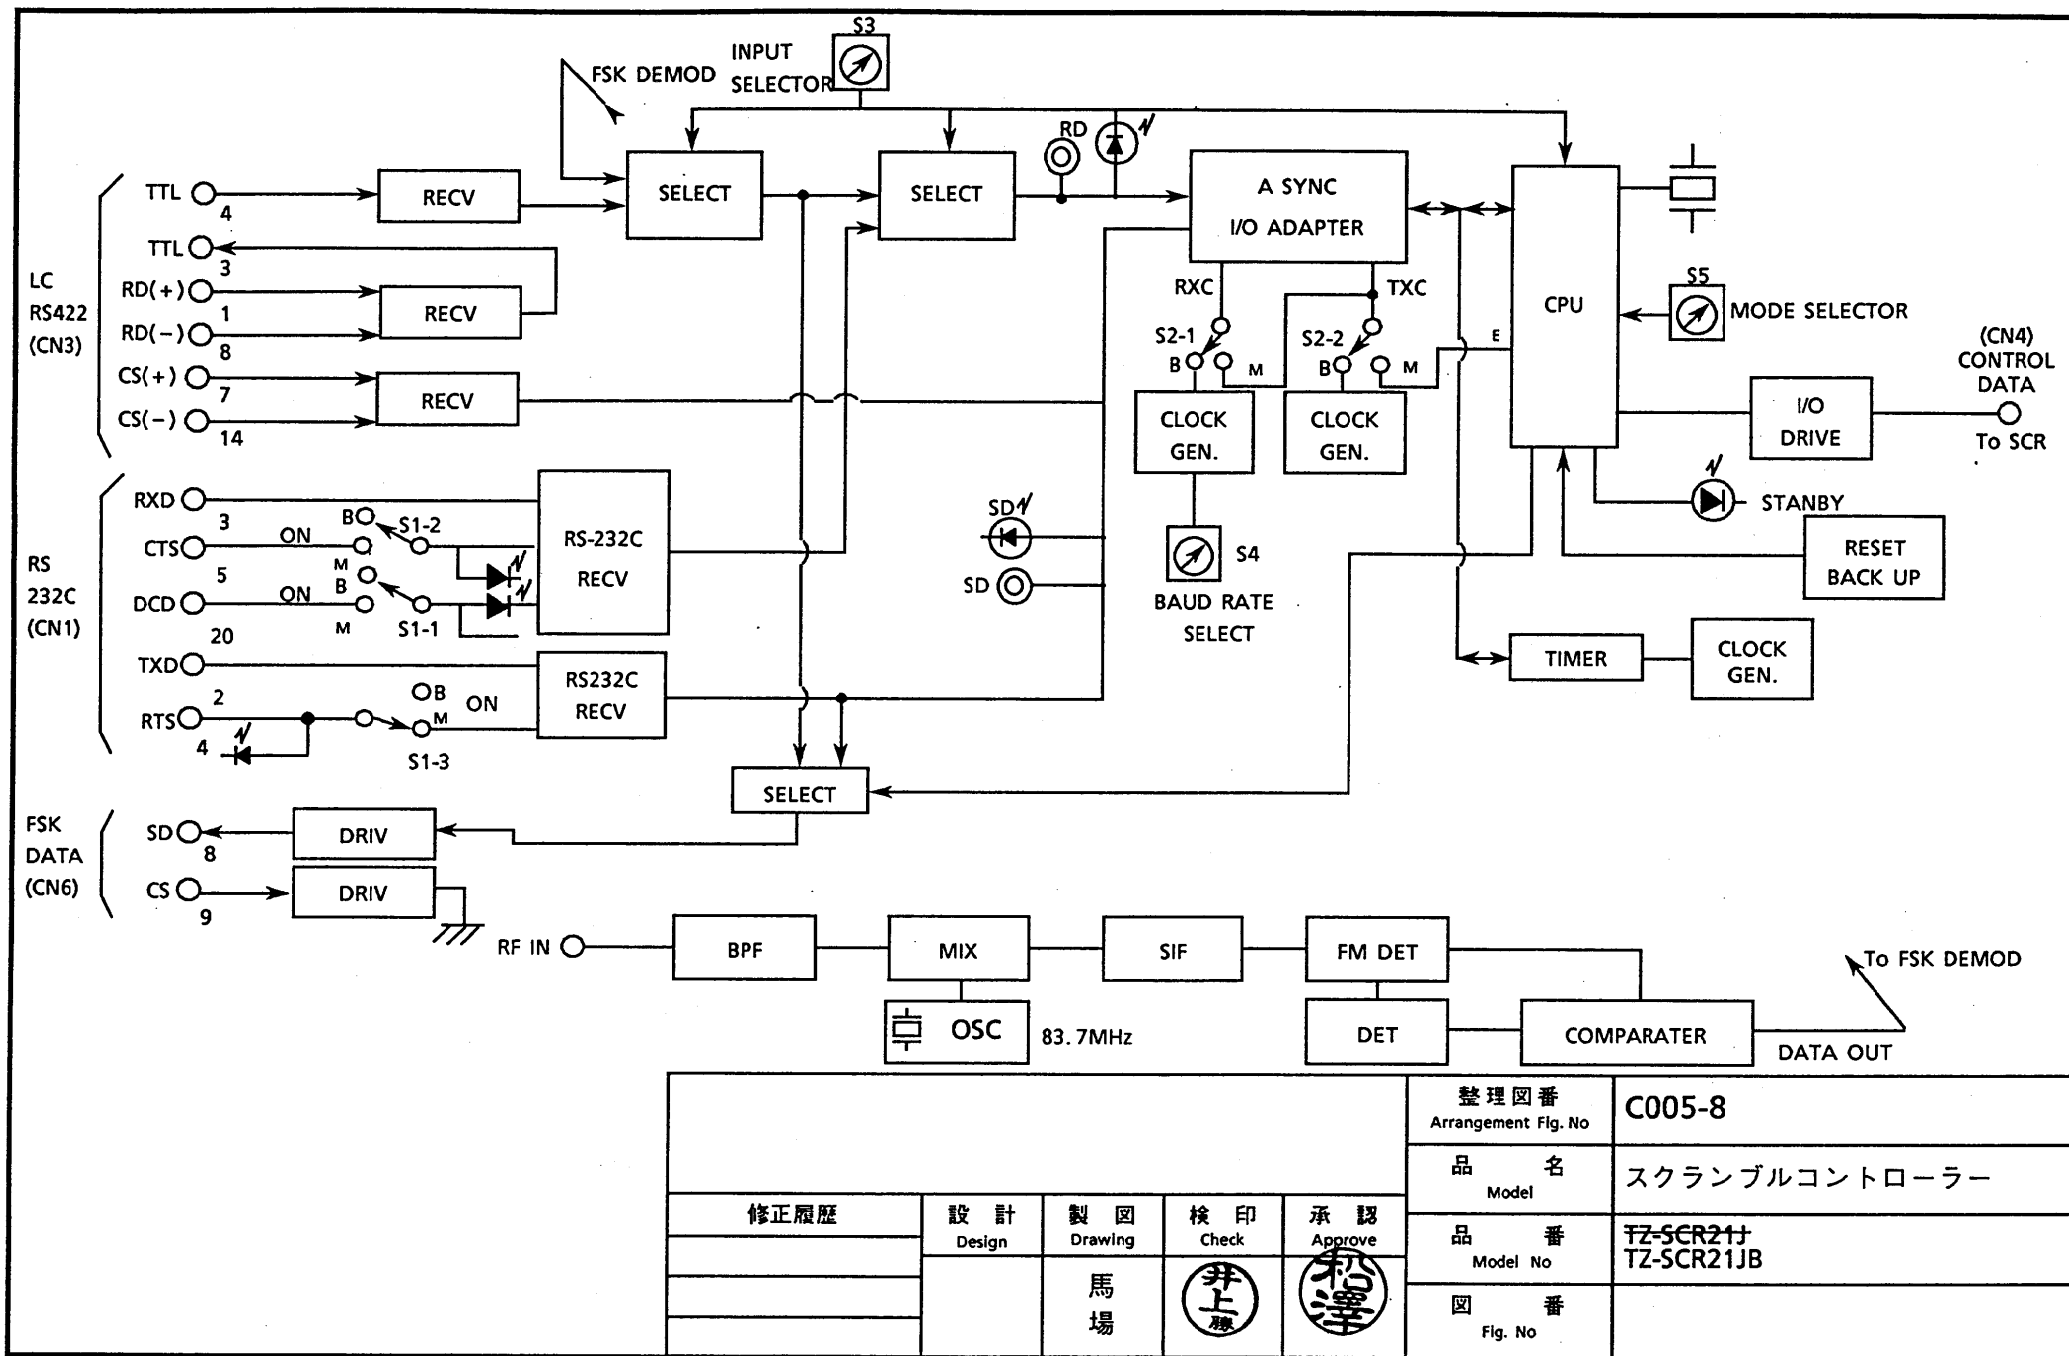 S3
INPUT
SELECTOR
FSK DEMOD
RD
SELECT
SELECT
A SYNC
I/O ADAPTER
LC
RS422
(CN3)
TTL
4
RECV
TTL
3
RD(+)
1
RECV
RD(−)
8
CS(+)
7
RECV
CS(−)
14
RXC
TXC
S2-1
B
M
S2-2
B
M
E
CPU
S5
MODE SELECTOR
(CN4)
CONTROL
DATA
To SCR
CLOCK
GEN.
CLOCK
GEN.
I/O
DRIVE
STANBY
RESET
BACK UP
S4
BAUD RATE
SELECT
SD
SD
TIMER
CLOCK
GEN.
RS
232C
(CN1)
RXD
3
CTS
5
ON
B
S1-2
M
DCD
20
ON
B
M
S1-1
RS-232C
RECV
TXD
2
RTS
4
B
M
ON
S1-3
RS232C
RECV
SELECT
FSK
DATA
(CN6)
SD
8
DRIV
CS
9
DRIV
RF IN
BPF
MIX
SIF
FM DET
OSC
83.7MHz
DET
COMPARATER
DATA OUT
To FSK DEMOD
整理図番
Arrangement Fig. No
C005-8
品 名
Model
スクランブルコントローラー
品 番
Model No
TZ-SCR21J
TZ-SCR21JB
図 番
Fig. No
修正履歴
設 計
Design
製 図
Drawing
検 印
Check
承 認
Approve
馬
場
井
上
松
澤